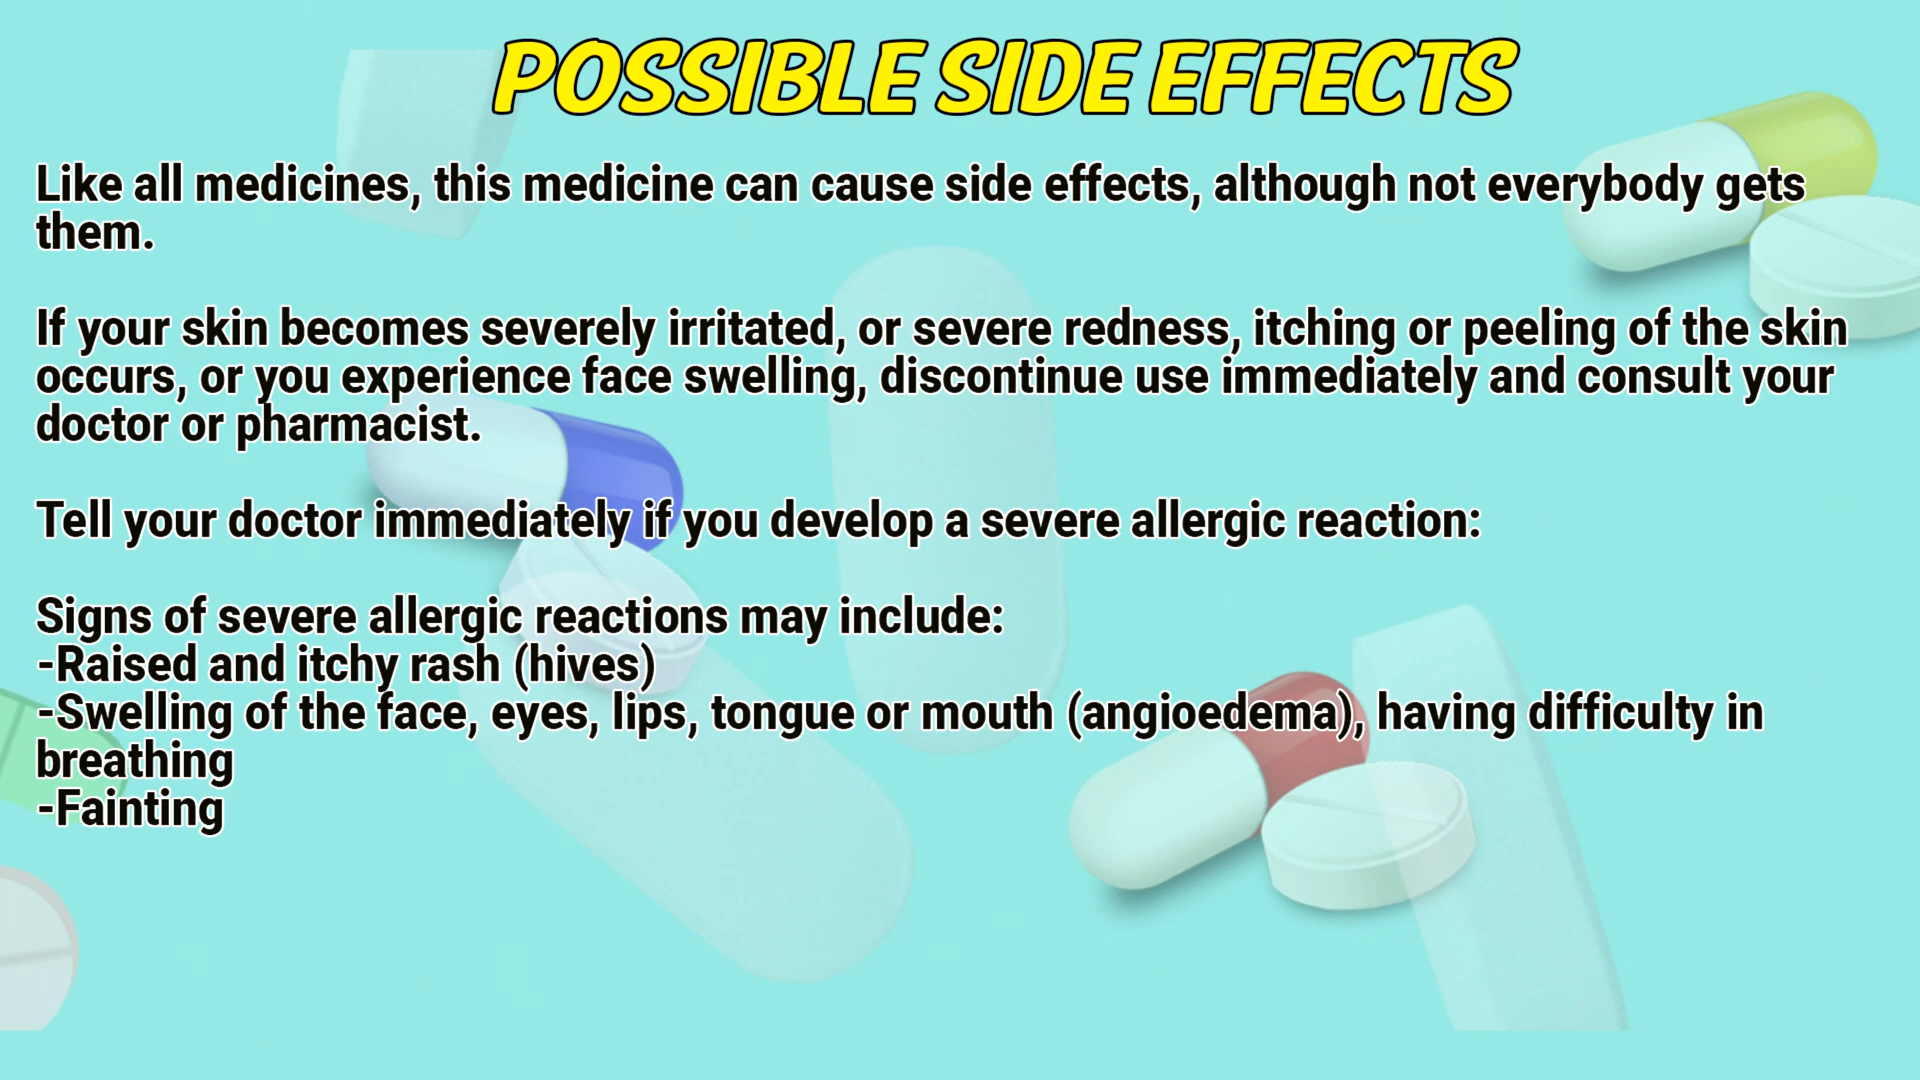 POSSIBLE SIDE EFFECTS
Like all medicines, this medicine can cause side effects, although not everybody gets
them.
If your skin becomes severely irritated, or severe redness, itching or peeling of the skin
occurs, or you experience face swelling, discontinue use immediately and consult your
doctor or pharmacist.
Tell your doctor immediately if you develop a severe allergic reaction:
Signs of severe allergic reactions may include:
-Raised and itchy rash (hives)
-Swelling of the face, eyes, lips, tongue or mouth (angioedema), having difficulty in
breathing
-Fainting